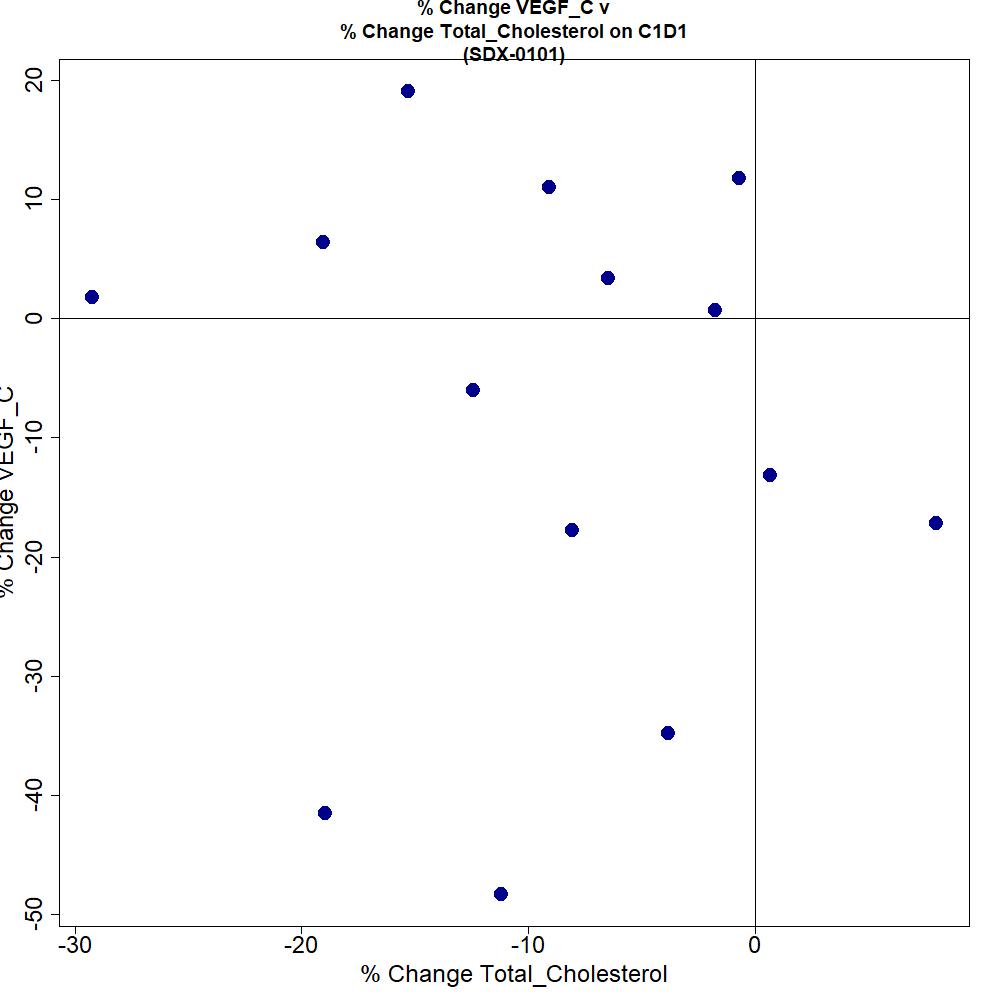 % Change VEGF_C v
% Change Total_Cholesterol on C1D1
(SDX-0101)
20
10
0
-10
-20
-30
-40
-50
% Change VEGF_C
-30
-20
-10
0
% Change Total_Cholesterol